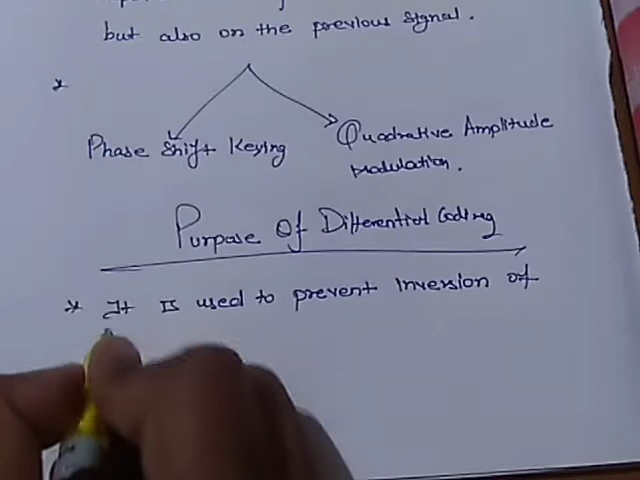 but also on the previous signal.
*
Phase Shift Keying
Quadrative Amplitude
Modulation.
Purpose Of Differential Coding
* It is used to prevent inversion of